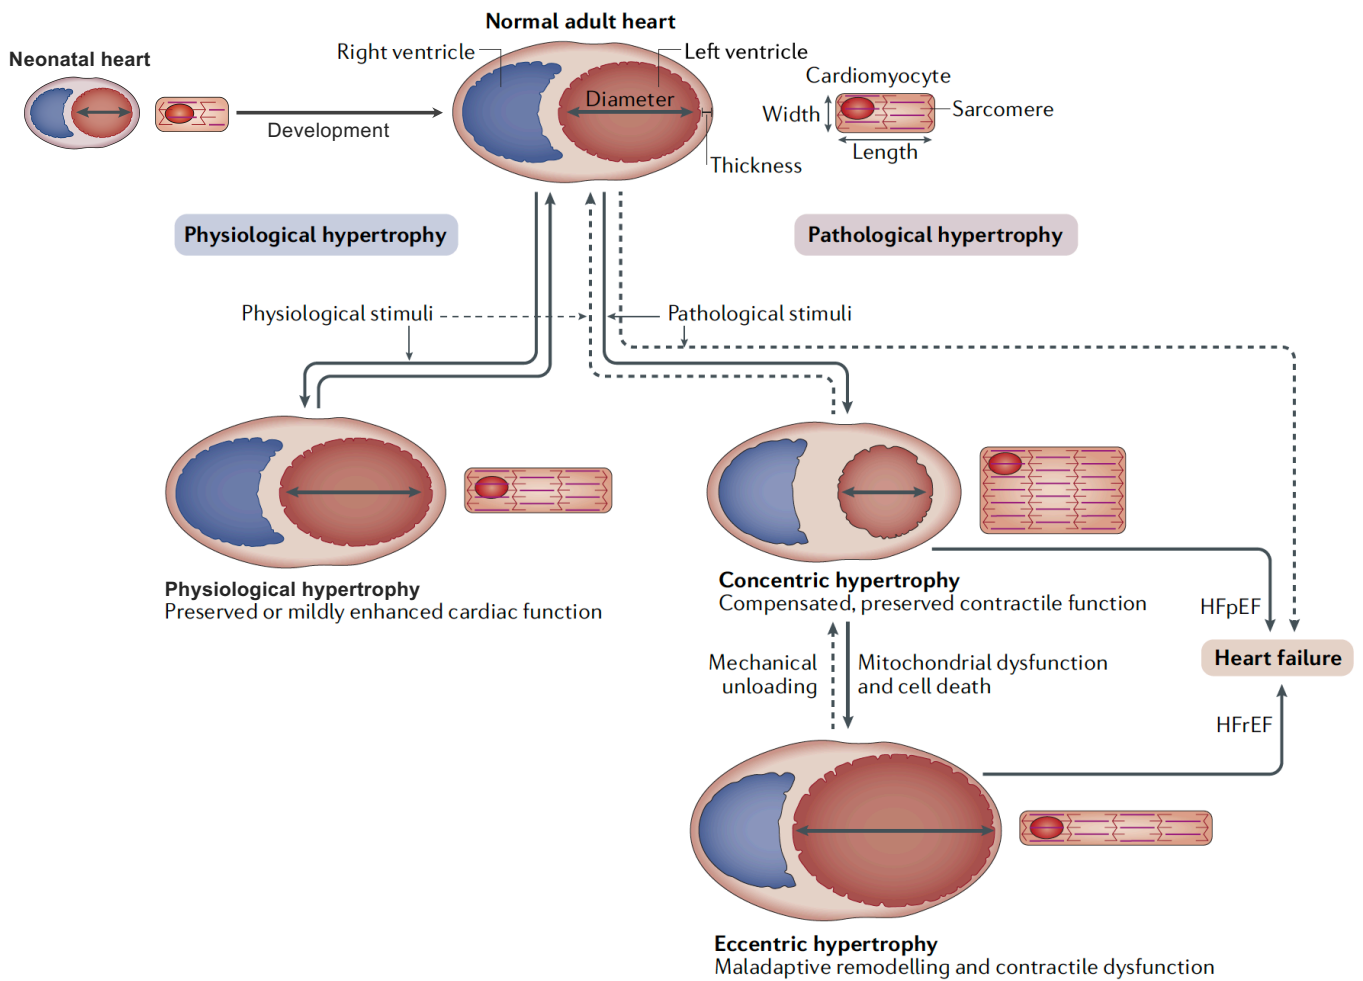 Normal adult heart
Neonatal heart
Right ventricle
Left ventricle
Diameter
Cardiomyocyte
Width
Sarcomere
Length
Thickness
Development
Physiological hypertrophy
Pathological hypertrophy
Physiological stimuli
Pathological stimuli
Physiological hypertrophy
Preserved or mildly enhanced cardiac function
Concentric hypertrophy
Compensated, preserved contractile function
HFpEF
Heart failure
Mechanical
unloading
Mitochondrial dysfunction
and cell death
HFrEF
Eccentric hypertrophy
Maladaptive remodelling and contractile dysfunction